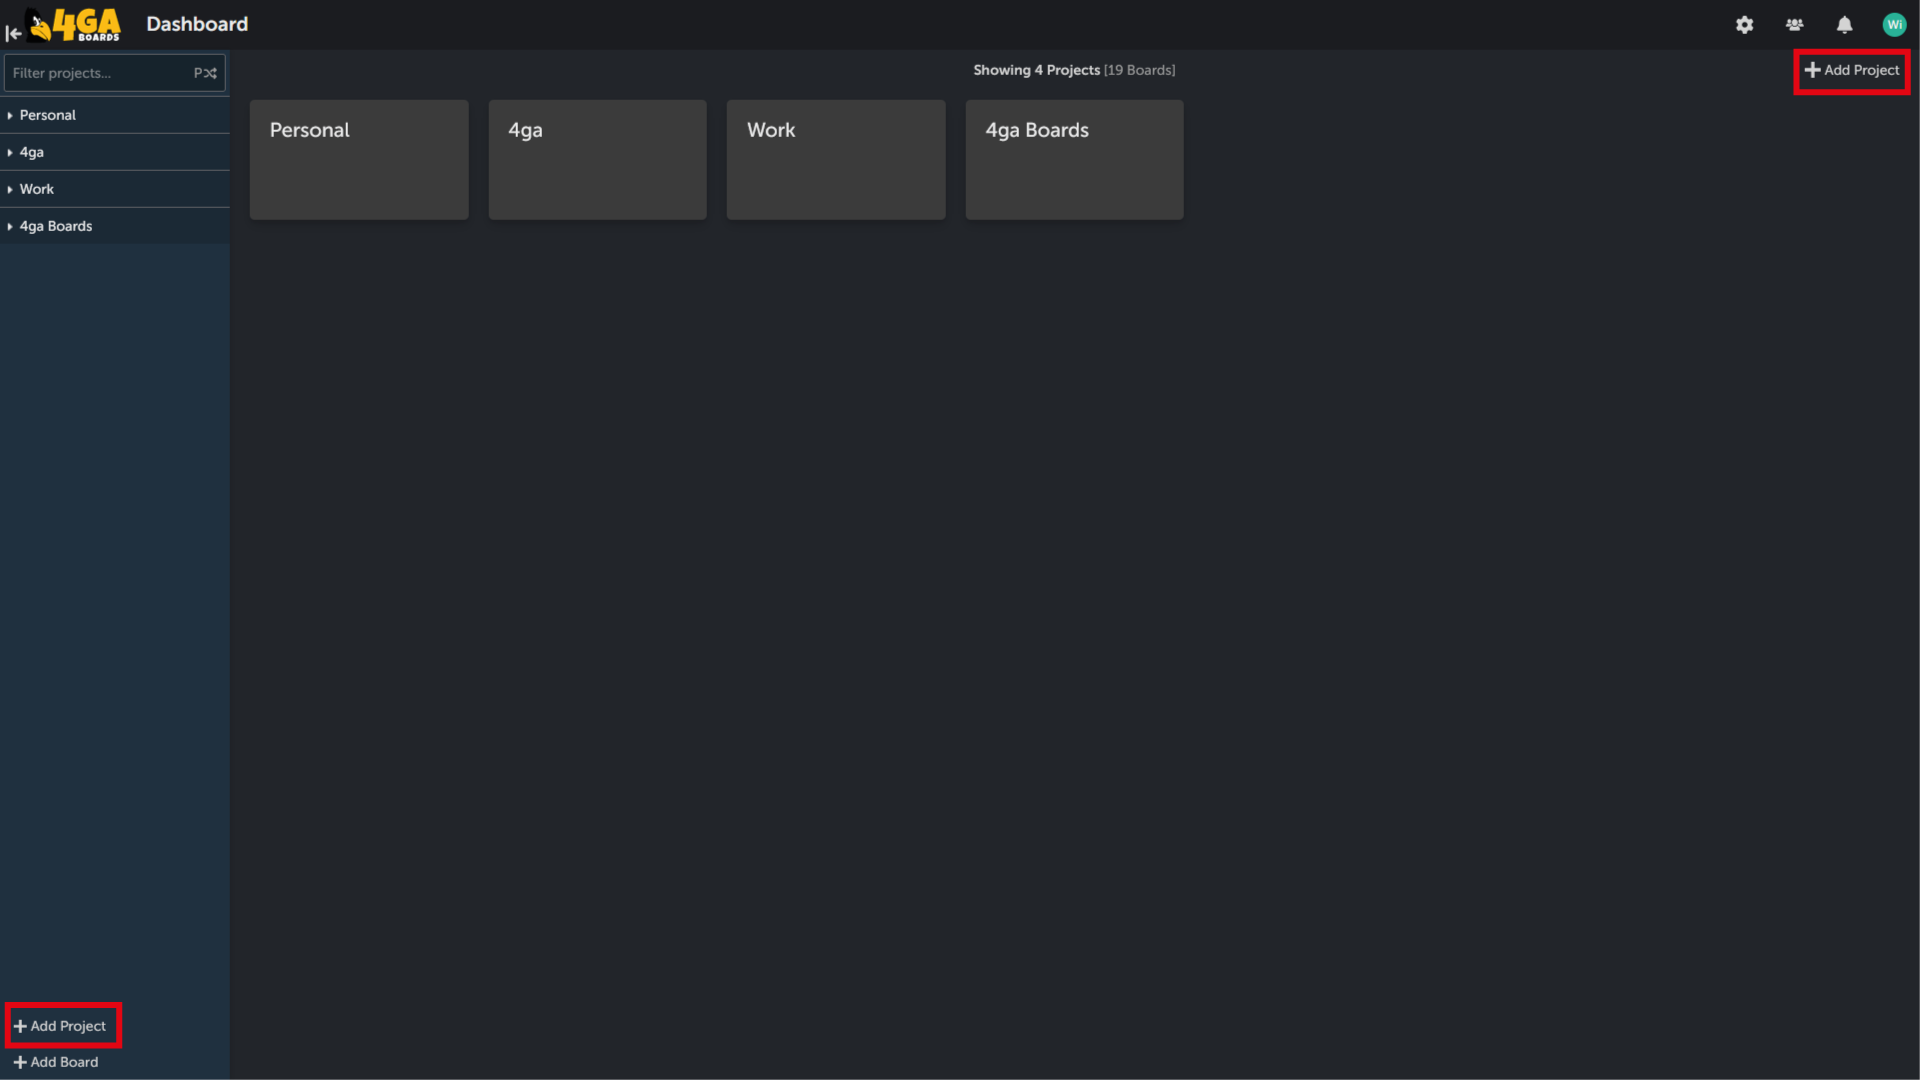 4GA
BOARDS
Dashboard
Wi
Filter projects...
P
Showing 4 Projects [19 Boards]
Add Project
Personal
4ga
Work
4ga Boards
Personal
4ga
Work
4ga Boards
Add Project
Add Board